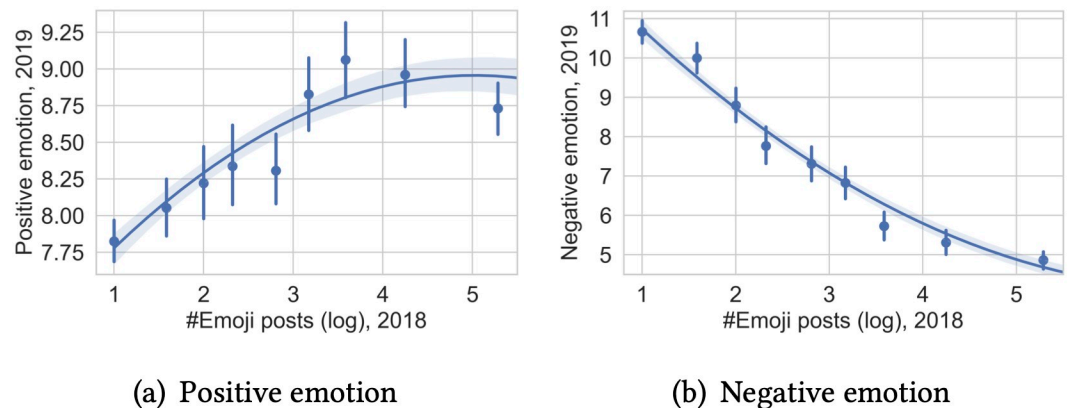 9.25
9.00
8.75
8.50
8.25
8.00
7.75
Positive emotion, 2019
1 2 3 4 5
#Emoji posts (log), 2018
(a) Positive emotion
11
10
9
8
7
6
5
Negative emotion, 2019
1 2 3 4 5
#Emoji posts (log), 2018
(b) Negative emotion